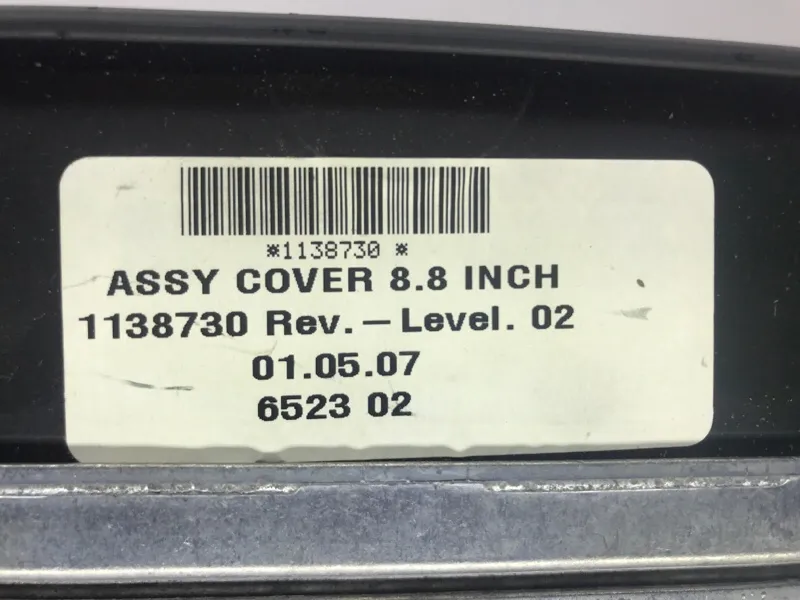 *1138730 *
ASSY COVER 8.8 INCH
1138730 Rev.-Level. 02
01.05.07
6523 02